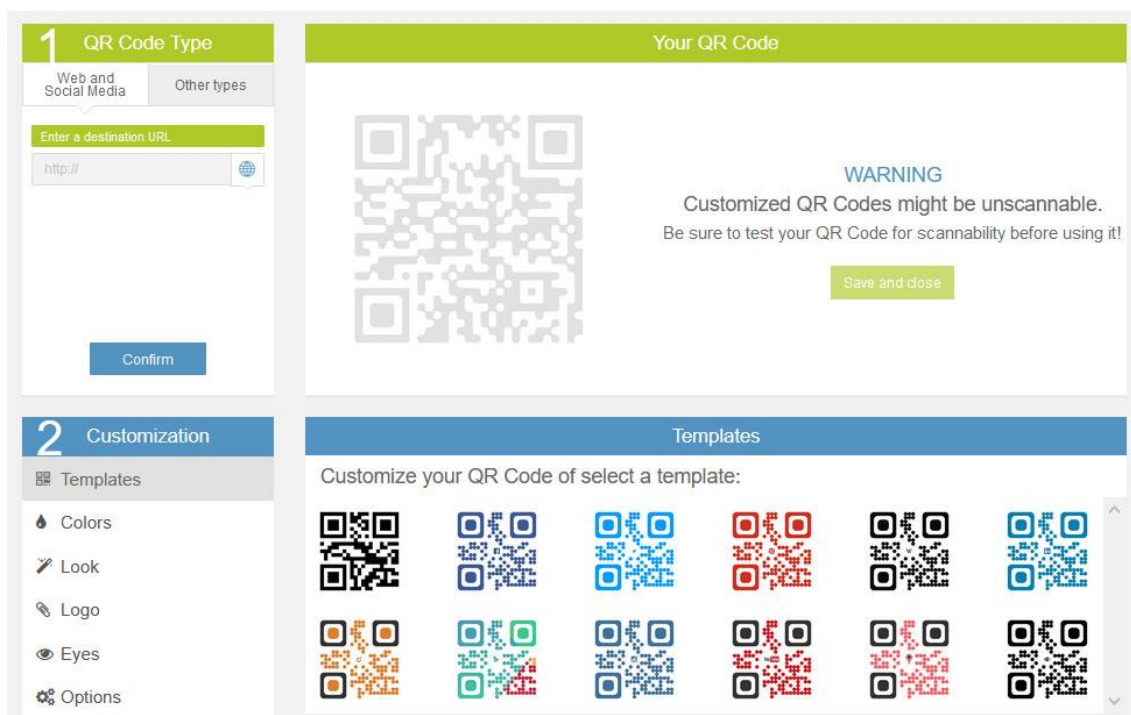 1 QR Code Type
Web and
Social Media
Other types
Enter a destination URL
http://
Confirm
Your QR Code
WARNING
Customized QR Codes might be unscannable.
Be sure to test your QR Code for scannability before using it!
Save and close
2 Customization
Templates
Colors
Look
Logo
Eyes
Options
Templates
Customize your QR Code of select a template: